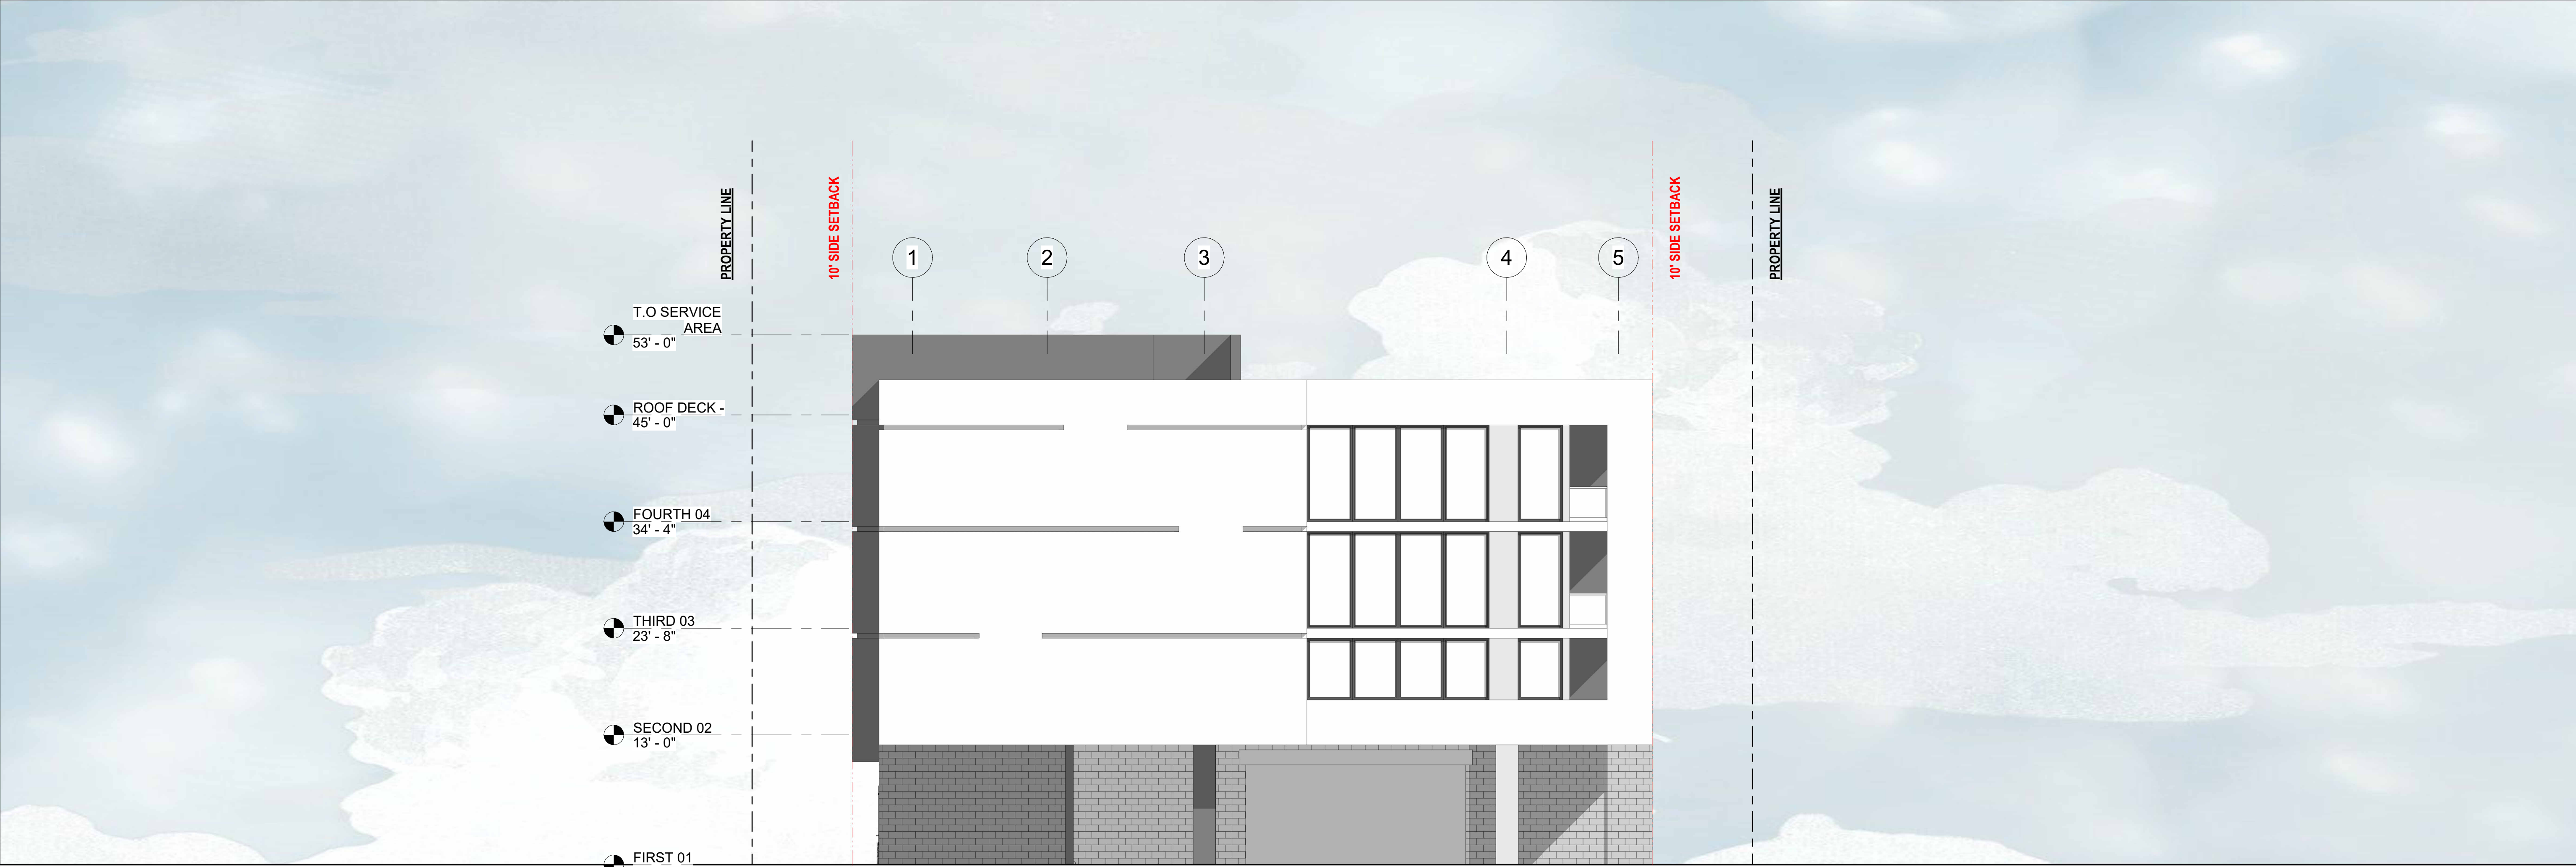 PROPERTY LINE
10' SIDE SETBACK
10' SIDE SETBACK
PROPERTY LINE
1
2
3
4
5
T.O SERVICE
AREA
53' - 0"
ROOF DECK -
45' - 0"
FOURTH 04
34' - 4"
THIRD 03
23' - 8"
SECOND 02
13' - 0"
FIRST 01